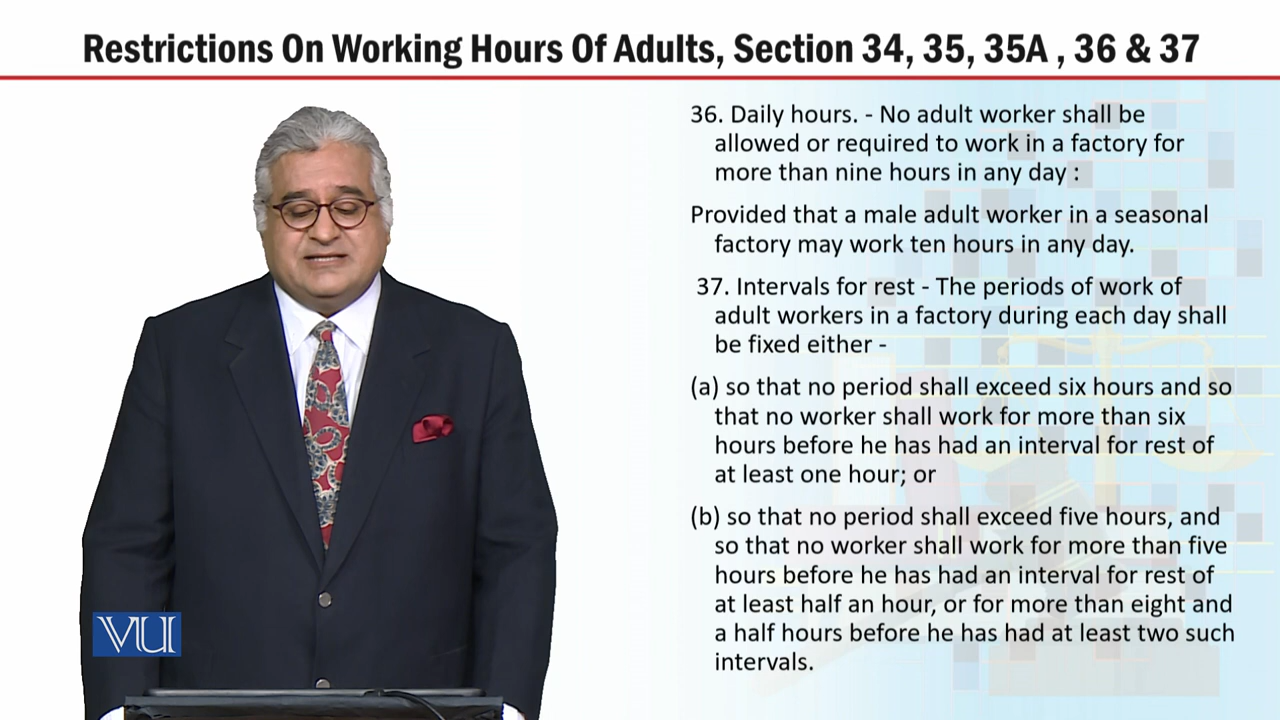 Restrictions On Working Hours Of Adults, Section 34, 35, 35A , 36 & 37
36. Daily hours. - No adult worker shall be
allowed or required to work in a factory for
more than nine hours in any day :
Provided that a male adult worker in a seasonal
factory may work ten hours in any day.
37. Intervals for rest - The periods of work of
adult workers in a factory during each day shall
be fixed either -
(a) so that no period shall exceed six hours and so
that no worker shall work for more than six
hours before he has had an interval for rest of
at least one hour; or
(b) so that no period shall exceed five hours, and
so that no worker shall work for more than five
hours before he has had an interval for rest of
at least half an hour, or for more than eight and
a half hours before he has had at least two such
intervals.
VU